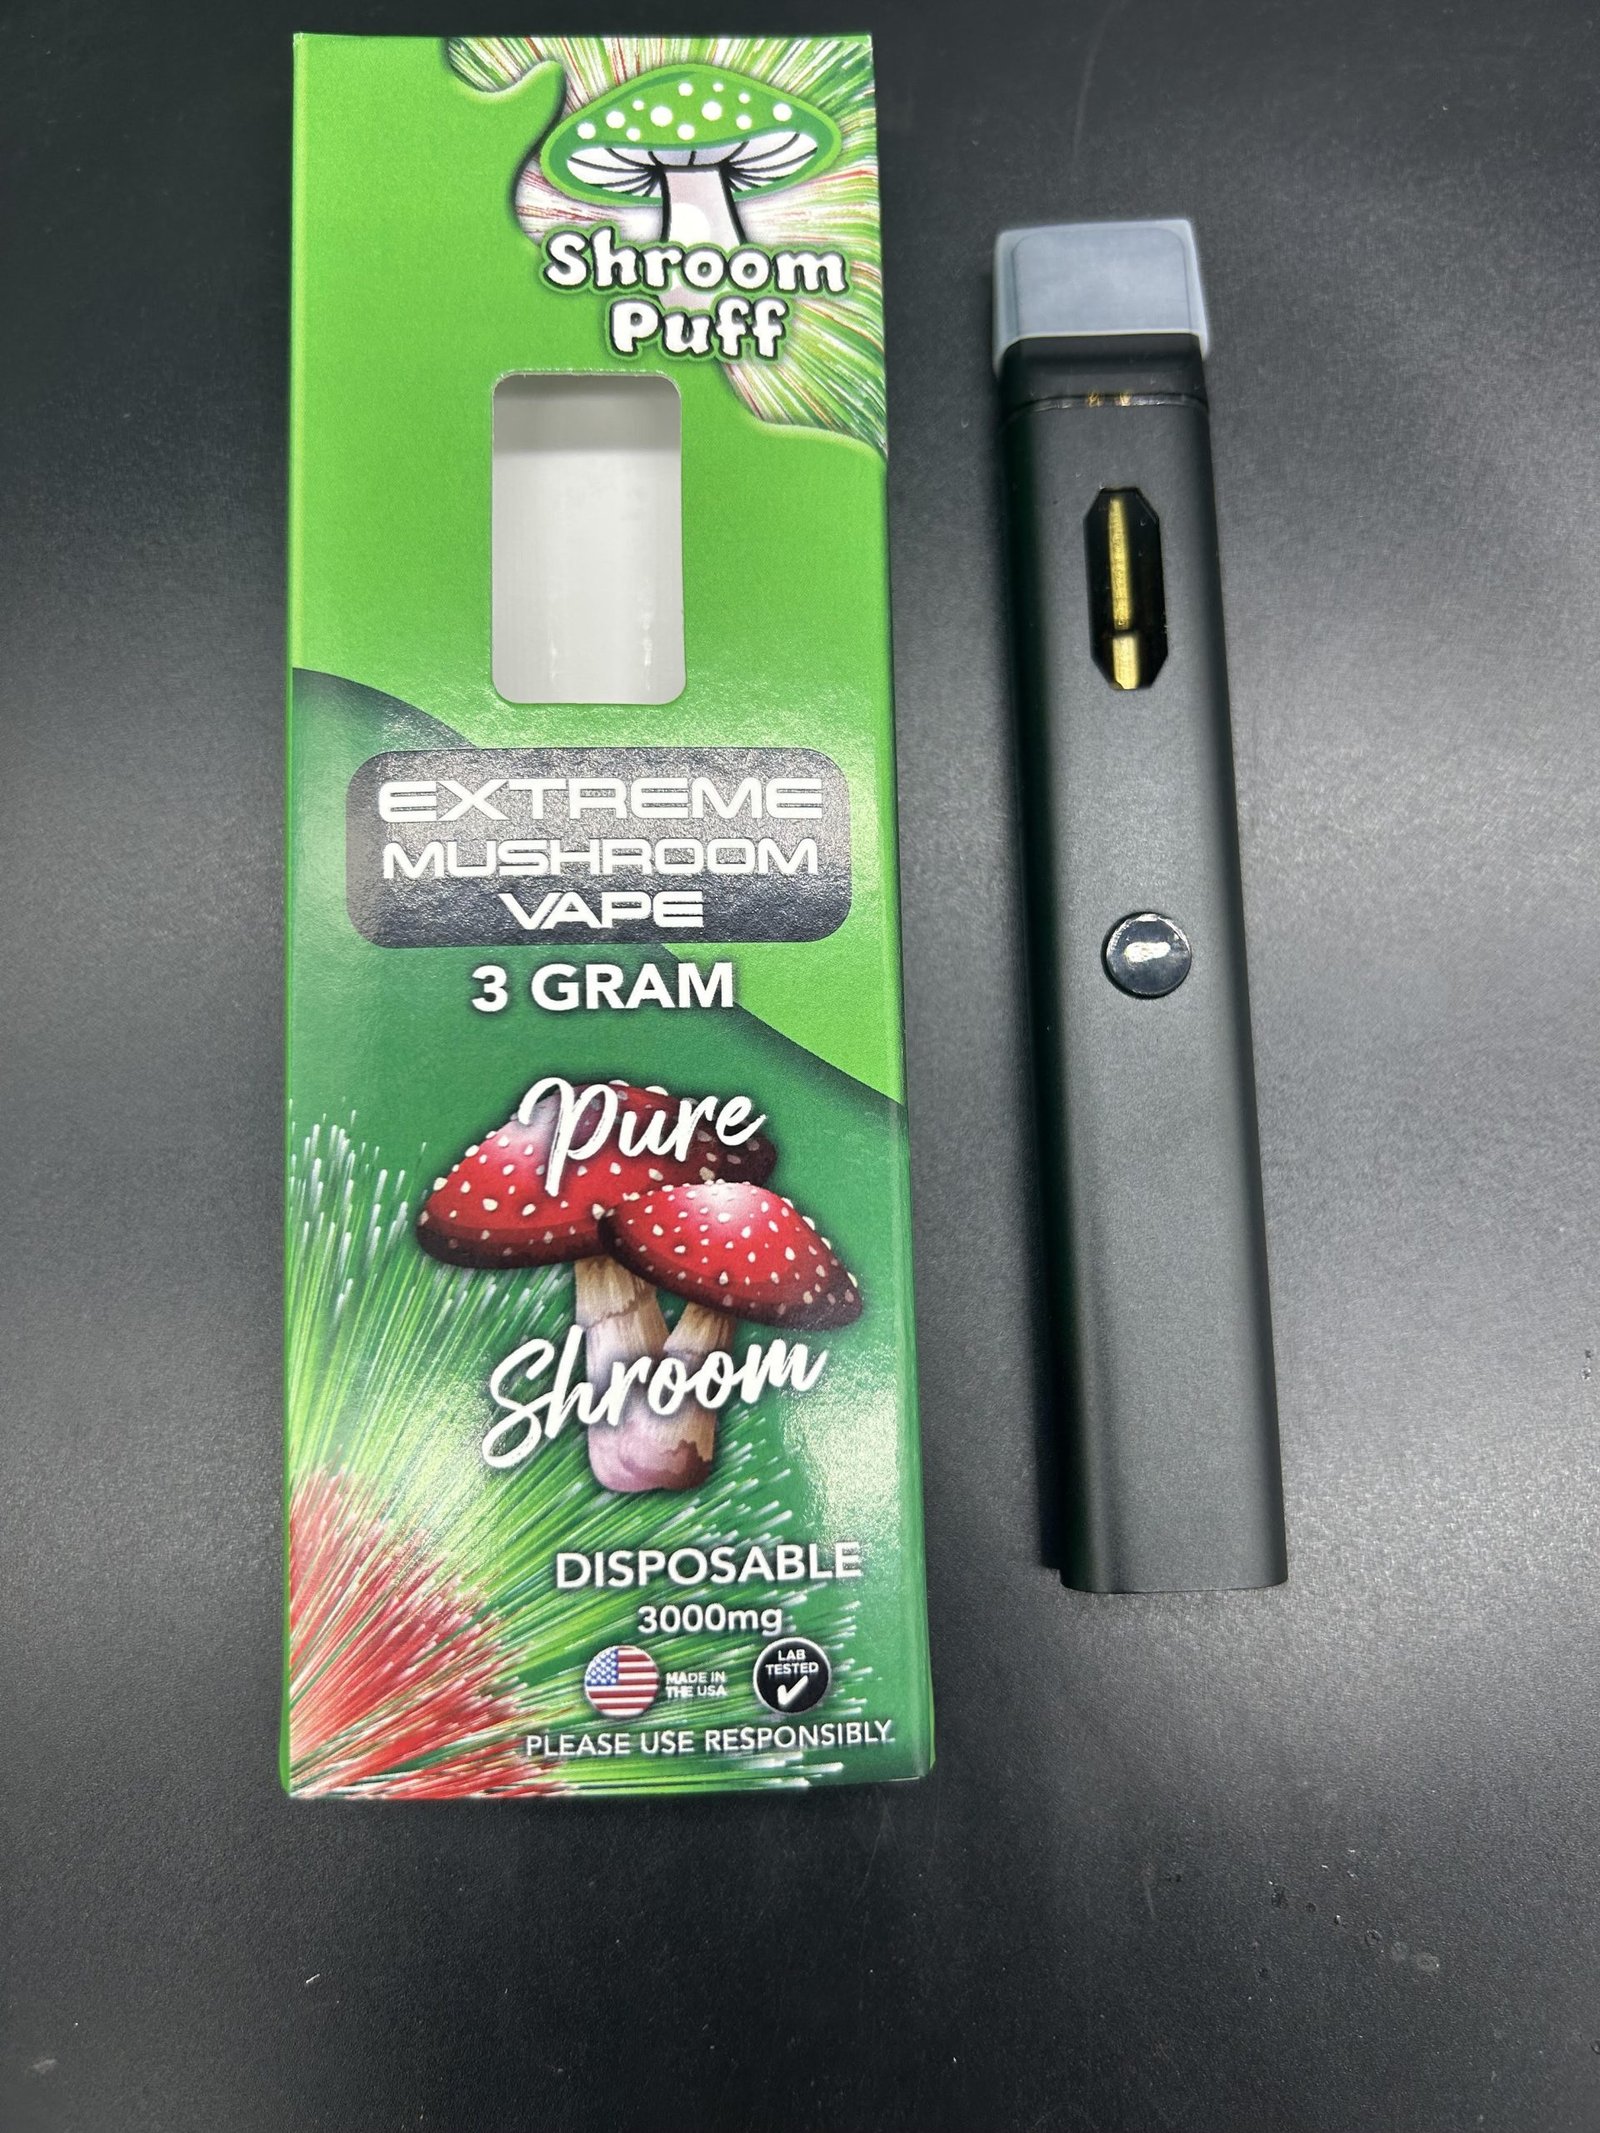 Shroom
Puff
EXTREME
MUSHROOM
VAPE
3 GRAM
Pure
Shroom
DISPOSABLE
3000mg
MADE IN
THE USA
LAB
TESTED
PLEASE USE RESPONSIBLY